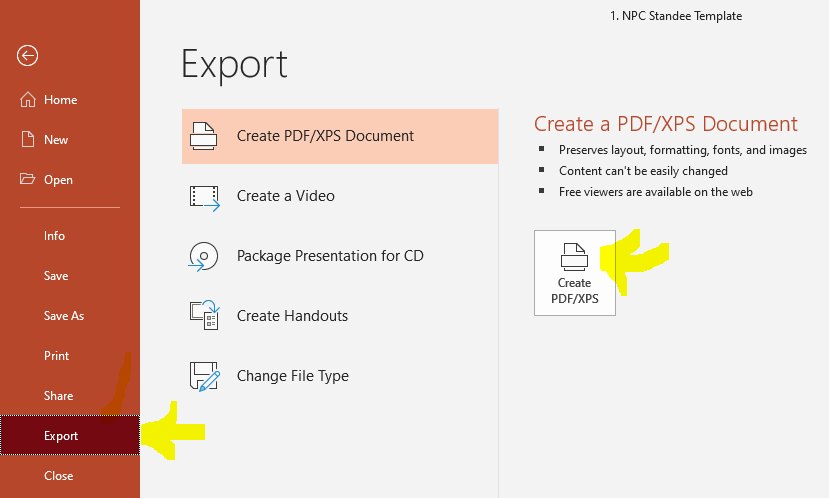 1. NPC Standee Template
Home
New
Open
Info
Save
Save As
Print
Share
Export
Close
Export
Create PDF/XPS Document
Create a Video
Package Presentation for CD
Create Handouts
Change File Type
Create a PDF/XPS Document
Preserves layout, formatting, fonts, and images
Content can't be easily changed
Free viewers are available on the web
Create
PDF/XPS